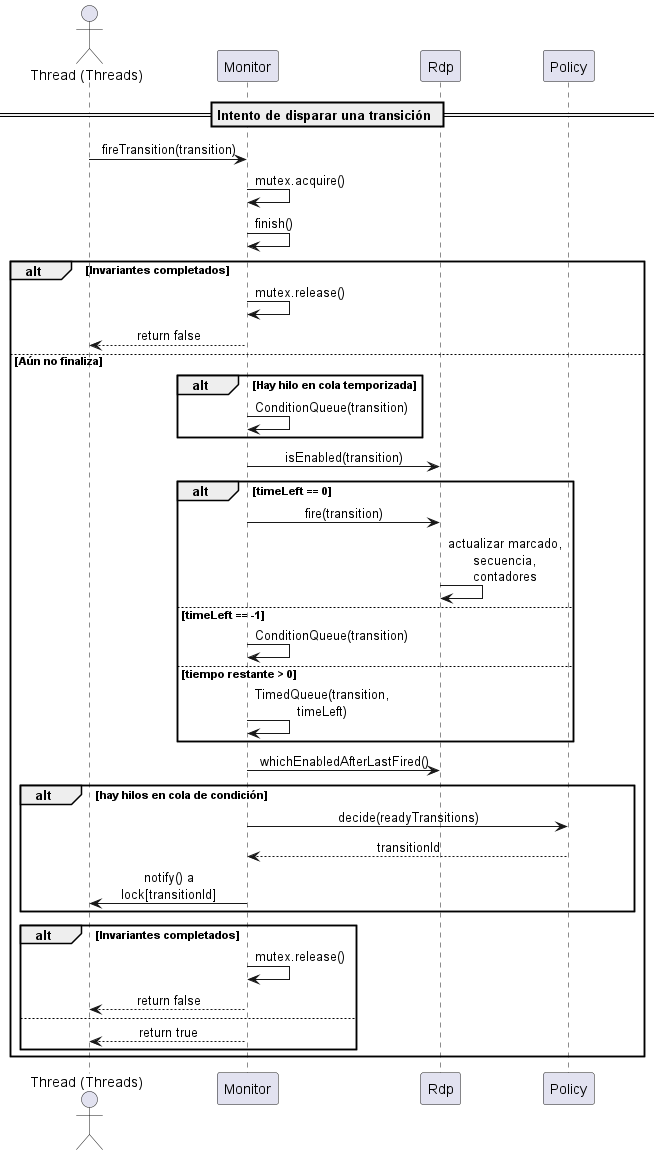 Thread (Threads)
Monitor
Rdp
Policy
Intento de disparar una transición
fireTransition(transition)
mutex.acquire()
finish()
alt
[Invariantes completados]
mutex.release()
return false
[Aún no finaliza]
alt
[Hay hilo en cola temporizada]
ConditionQueue(transition)
isEnabled(transition)
alt
[timeLeft == 0]
fire(transition)
actualizar marcado,
secuencia,
contadores
[timeLeft == -1]
ConditionQueue(transition)
[tiempo restante > 0]
TimedQueue(transition,
timeLeft)
whichEnabledAfterLastFired()
alt
[hay hilos en cola de condición]
decide(readyTransitions)
transitionId
notify() a
lock[transitionId]
alt
[Invariantes completados]
mutex.release()
return false
return true
Thread (Threads)
Monitor
Rdp
Policy